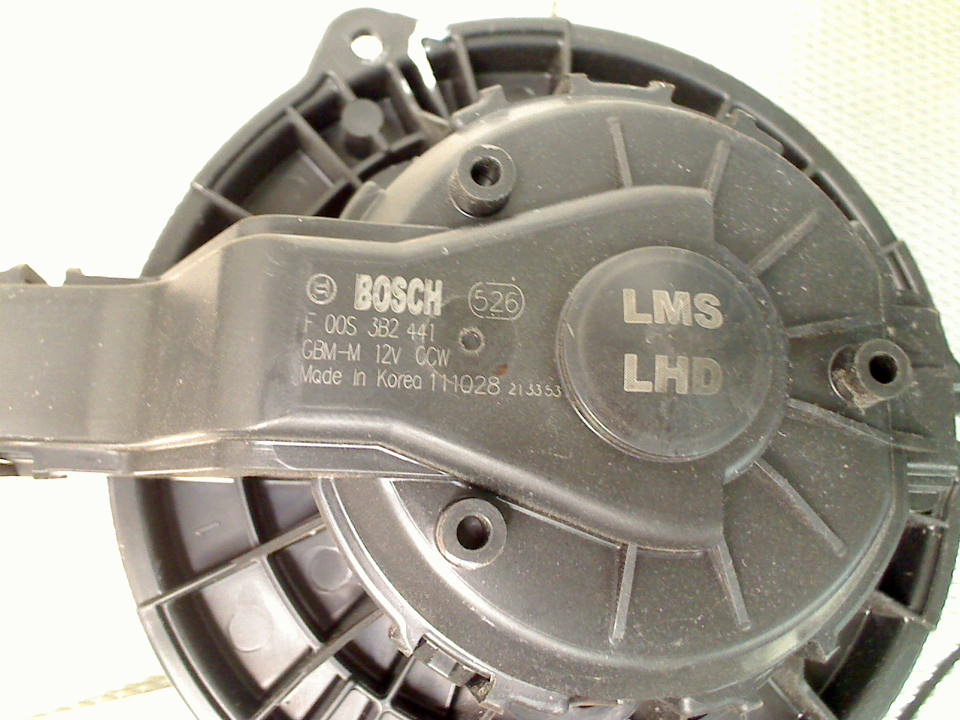 BOSCH 526
F 00S 3B2 441
GBM-M 12V CCW
Made In Korea 111028 213353
LMS
LHD